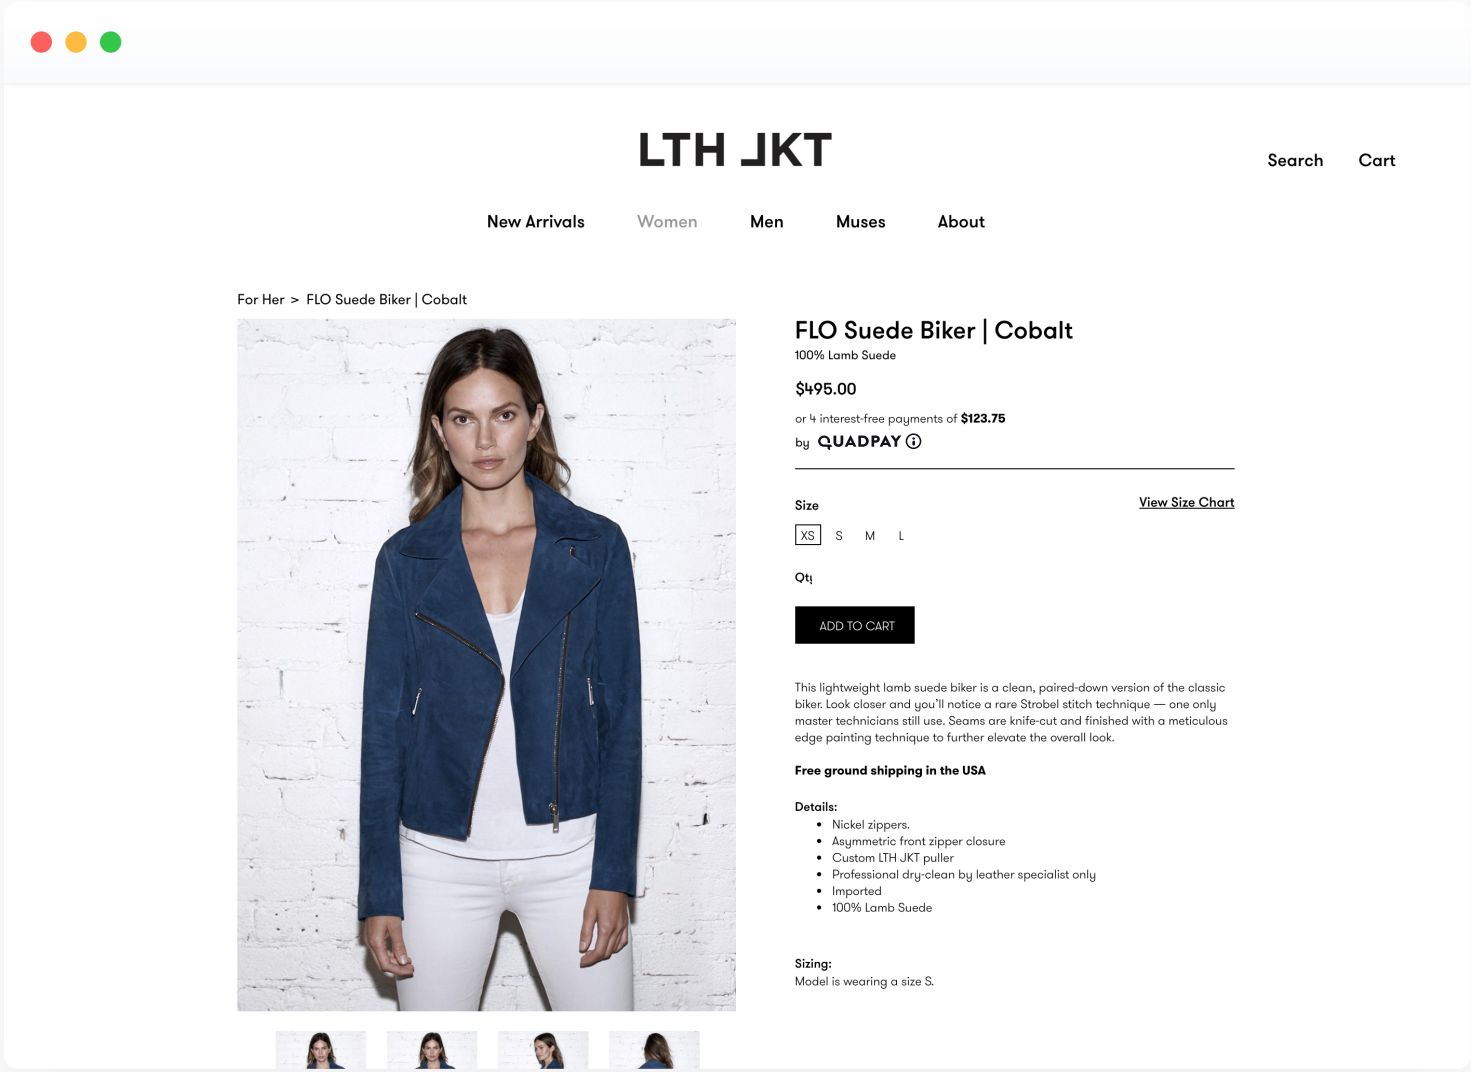 LTH JKT
Search Cart
New Arrivals Women Men Muses About
For Her > FLO Suede Biker | Cobalt
FLO Suede Biker | Cobalt
100% Lamb Suede
$495.00
or 4 interest-free payments of $123.75
by QUADPAY
Size
View Size Chart
XS S M L
Qty
ADD TO CART
This lightweight lamb suede biker is a clean, paired-down version of the classic
biker. Look closer and you'll notice a rare Strobel stitch technique — one only
master technicians still use. Seams are knife-cut and finished with a meticulous
edge painting technique to further elevate the overall look.
Free ground shipping in the USA
Details:
• Nickel zippers.
• Asymmetric front zipper closure
• Custom LTH JKT puller
• Professional dry-clean by leather specialist only
• Imported
• 100% Lamb Suede
Sizing:
Model is wearing a size S.